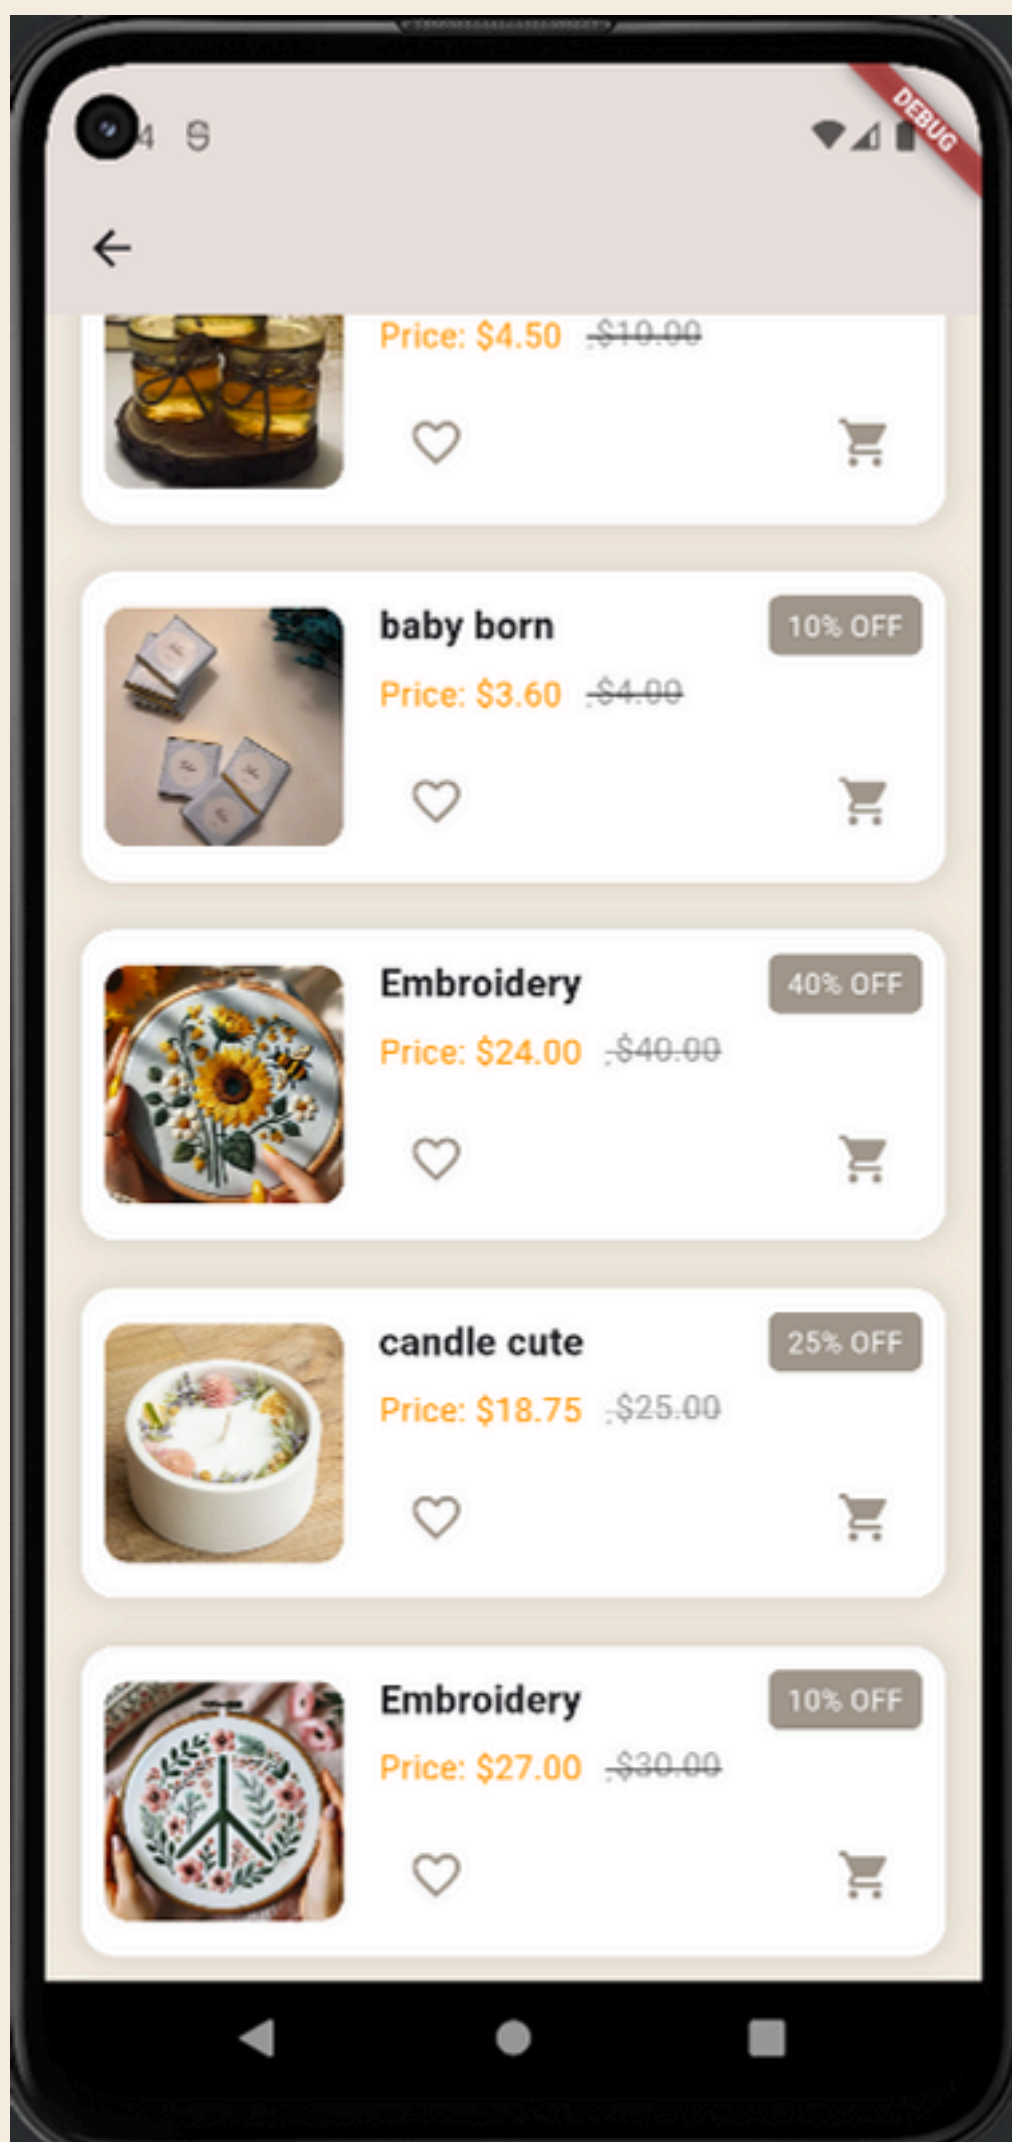 4
DEBUG
Price: $4.50 $10.00
baby born
10% OFF
Price: $3.60 $4.00
Embroidery
40% OFF
Price: $24.00 $40.00
candle cute
25% OFF
Price: $18.75 $25.00
Embroidery
10% OFF
Price: $27.00 $30.00